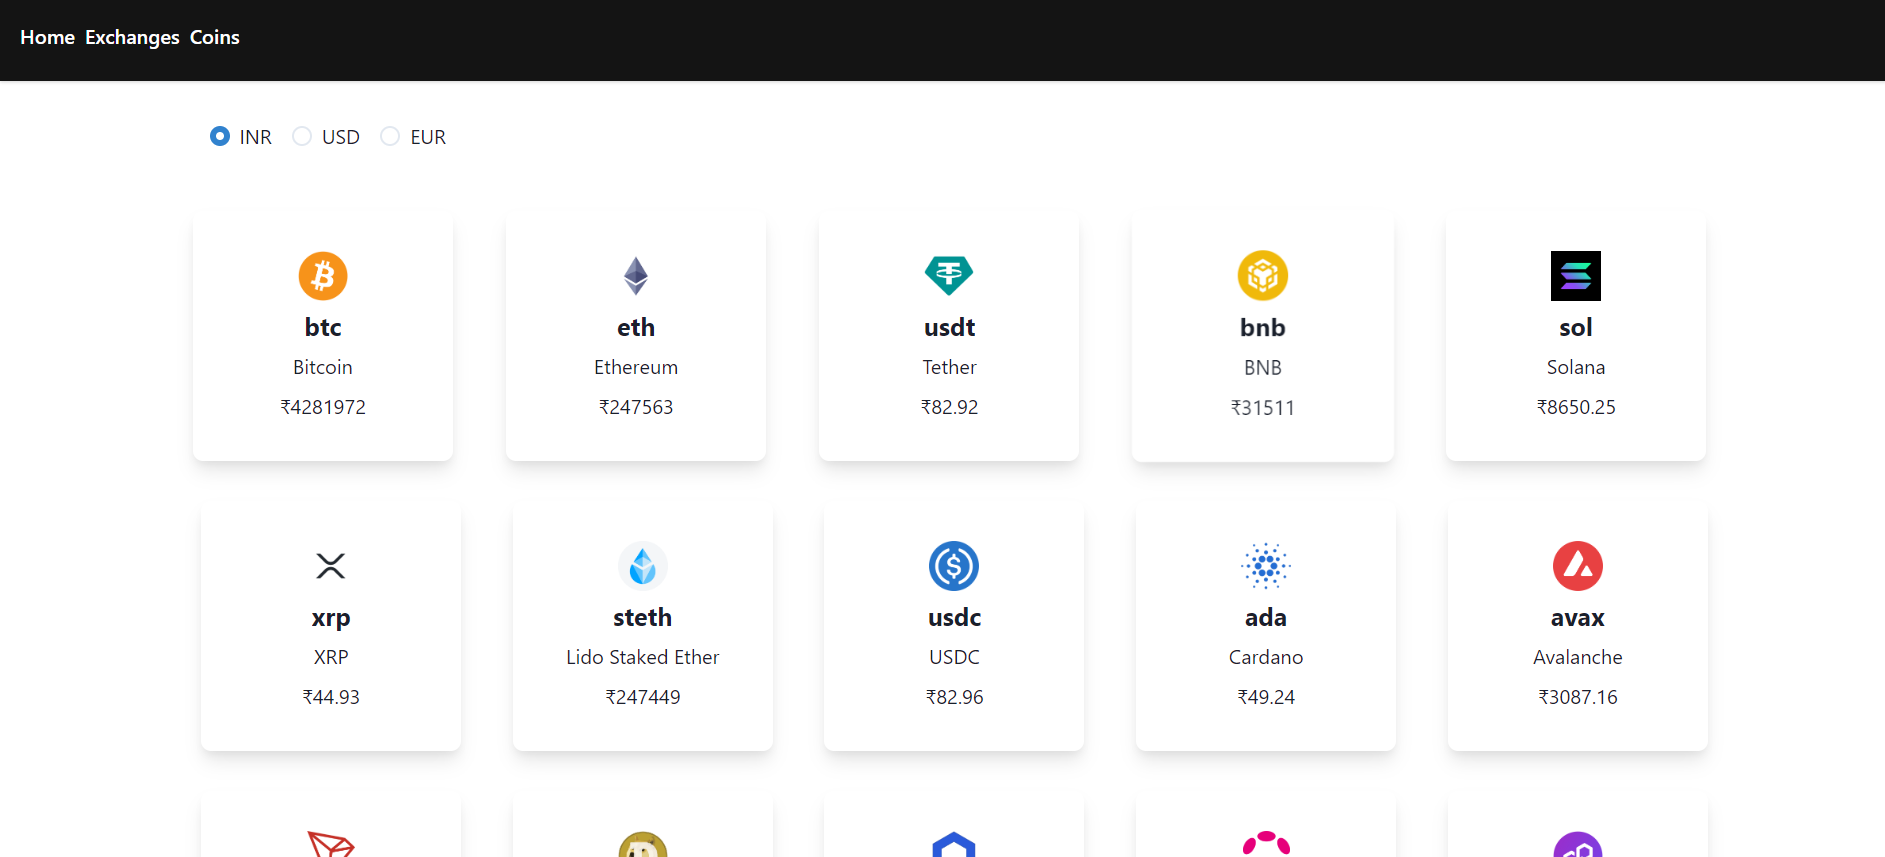 Home Exchanges Coins
INR USD EUR
btc eth usdt bnb sol
Bitcoin Ethereum Tether BNB Solana
₹4281972 ₹247563 ₹82.92 ₹31511 ₹8650.25
xrp steth usdc ada avax
XRP Lido Staked Ether USDC Cardano Avalanche
₹44.93 ₹247449 ₹82.96 ₹49.24 ₹3087.16